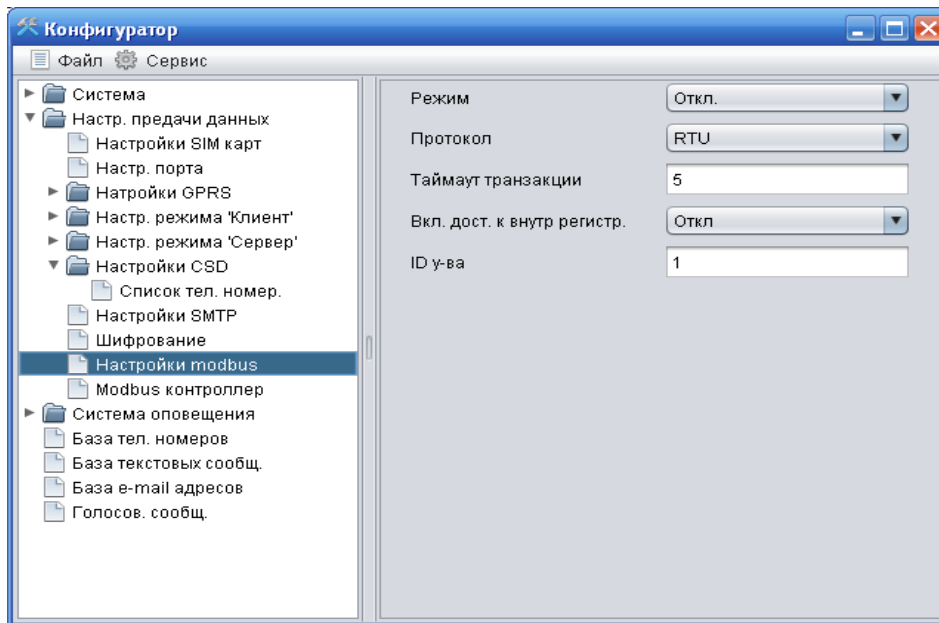 Конфигуратор
Файл Сервис
Система
Настр. предачи данных
Настройки SIM карт
Настр. порта
Натройки GPRS
Настр. режима 'Клиент'
Настр. режима 'Сервер'
Настройки CSD
Список тел. номер.
Настройки SMTP
Шифрование
Настройки modbus
Modbus контроллер
Система оповещения
База тел. номеров
База текстовых сообщ.
База e-mail адресов
Голосов. сообщ.
Режим Откл.
Протокол RTU
Таймаут транзакции 5
Вкл. дост. к внутр регистр. Откл
ID у-ва 1